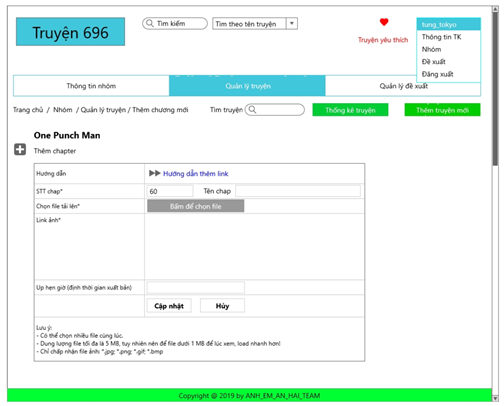 Truyện 696
Tìm kiếm
Tìm theo tên truyện
Truyện yêu thích
tung_tokyo
Thông tin TK
Nhóm
Đề xuất
Đăng xuất
Thông tin nhóm
Quản lý truyện
Quản lý đề xuất
Trang chủ / Nhóm / Quản lý truyện / Thêm chương mới
Tìm truyện
Thống kê truyện
Thêm truyện mới
One Punch Man
Thêm chapter
Hướng dẫn
Hướng dẫn thêm link
STT chap*
60
Tên chap
Chọn file tải lên*
Bấm để chọn file
Link ảnh*
Up hẹn giờ (định thời gian xuất bản)
Cập nhật
Hủy
Lưu ý:
- Có thể chọn nhiều file cùng lúc.
- Dung lượng file tối đa là 5 MB, tuy nhiên nên để file dưới 1 MB để lúc xem, load nhanh hơn!
- Chỉ chấp nhận file ảnh *.jpg; *.png; *.gif; *.bmp
Copyright @ 2019 by ANH_EM_AN_HAI_TEAM